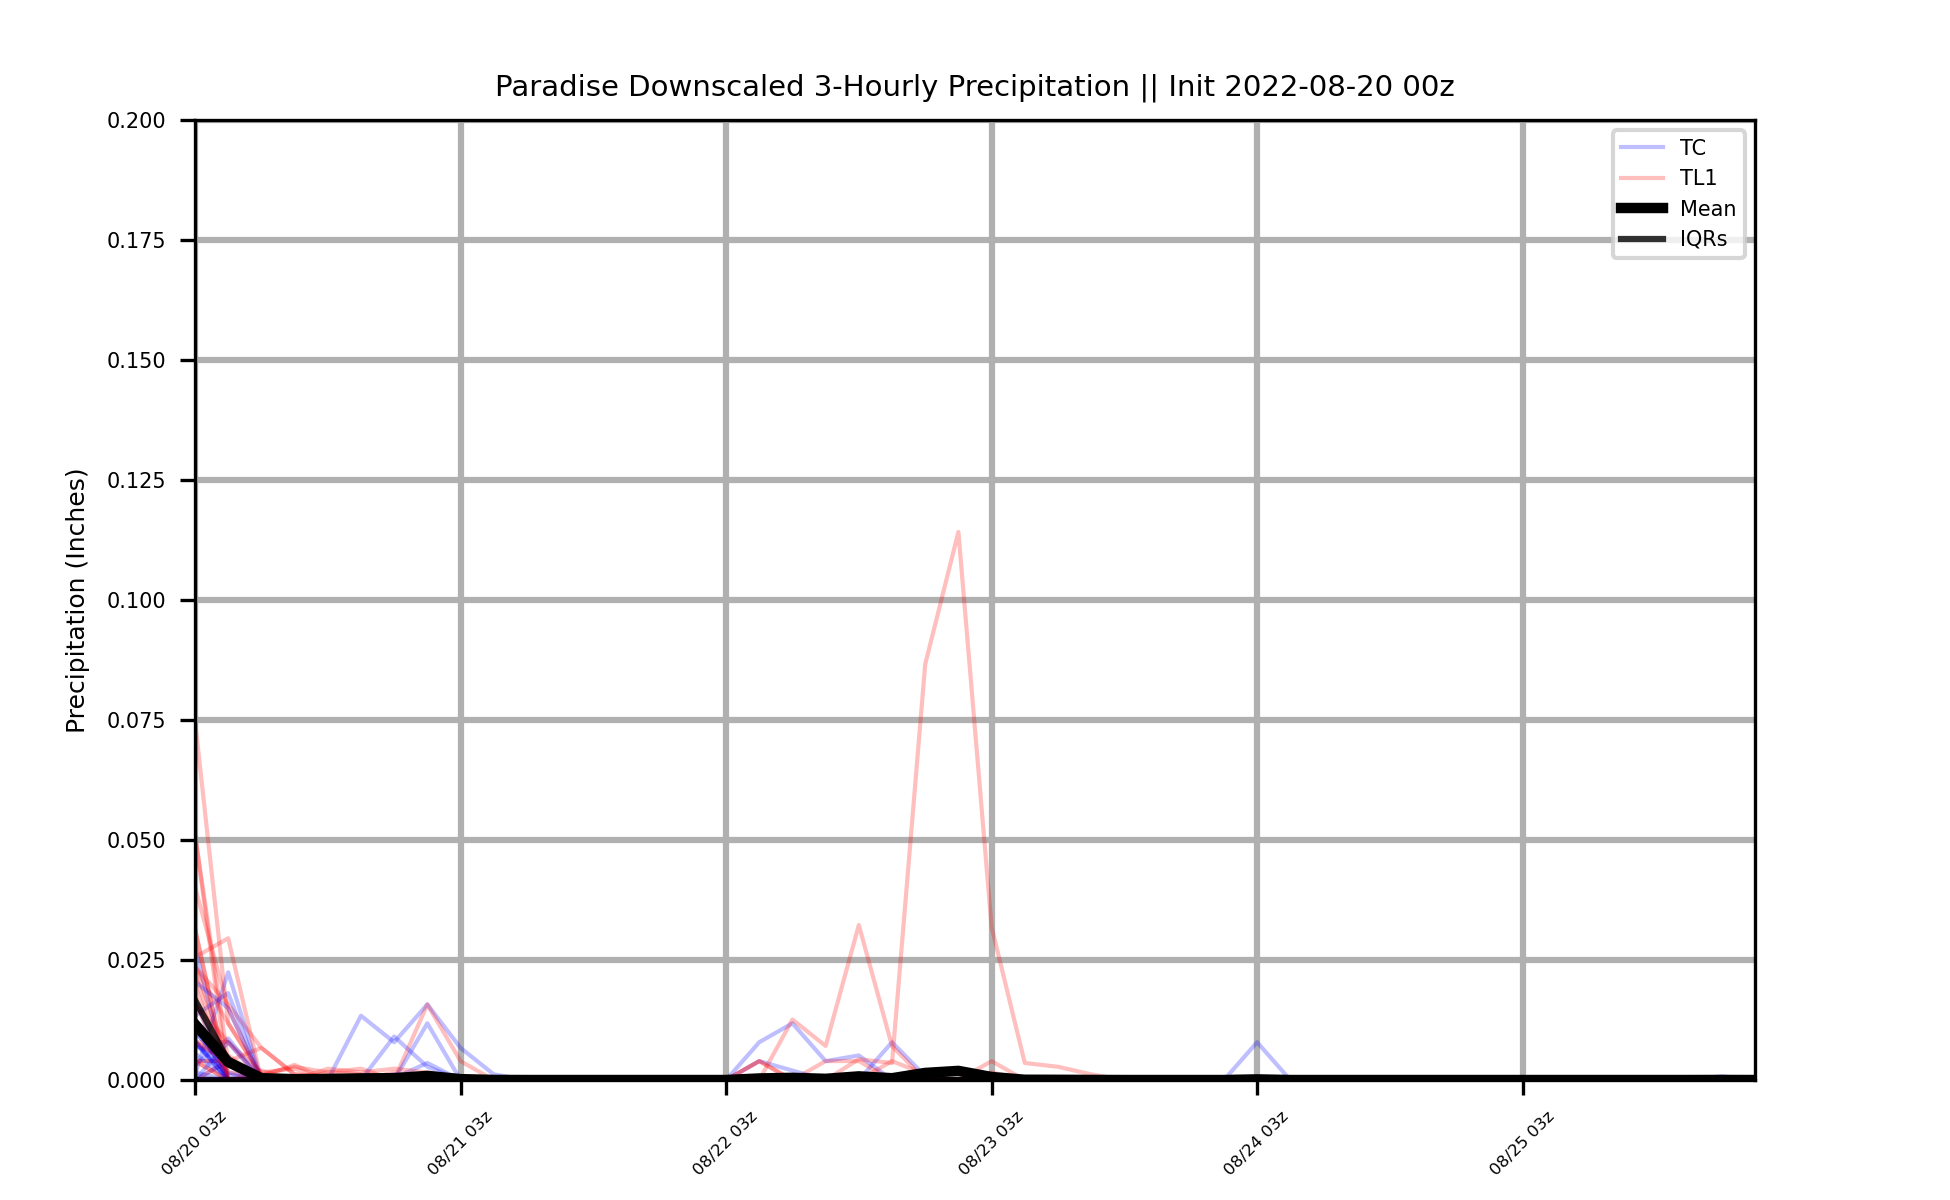 Paradise Downscaled 3-Hourly Precipitation || Init 2022-08-20 00z
TC
TL1
Mean
IQRs
Precipitation (Inches)
0.200
0.175
0.150
0.125
0.100
0.075
0.050
0.025
0.000
08/20 03z
08/21 03z
08/22 03z
08/23 03z
08/24 03z
08/25 03z